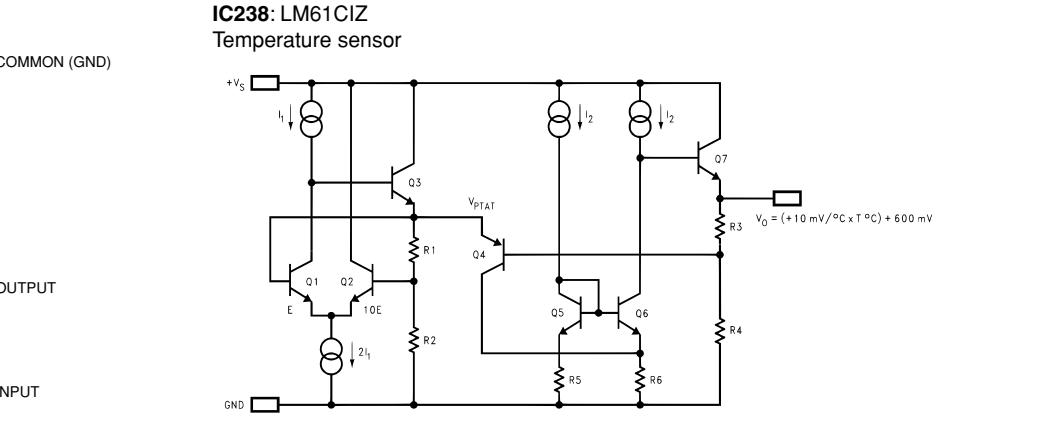 IC238: LM61CIZ
Temperature sensor
COMMON (GND)
+VS
I1
I2
I2
Q7
Q3
VPTAT
VO = (+10 mV/°C x T °C) + 600 mV
R3
R1
Q4
Q1
Q2
OUTPUT
E
10E
Q5
Q6
R4
R2
2I1
R5
R6
INPUT
GND